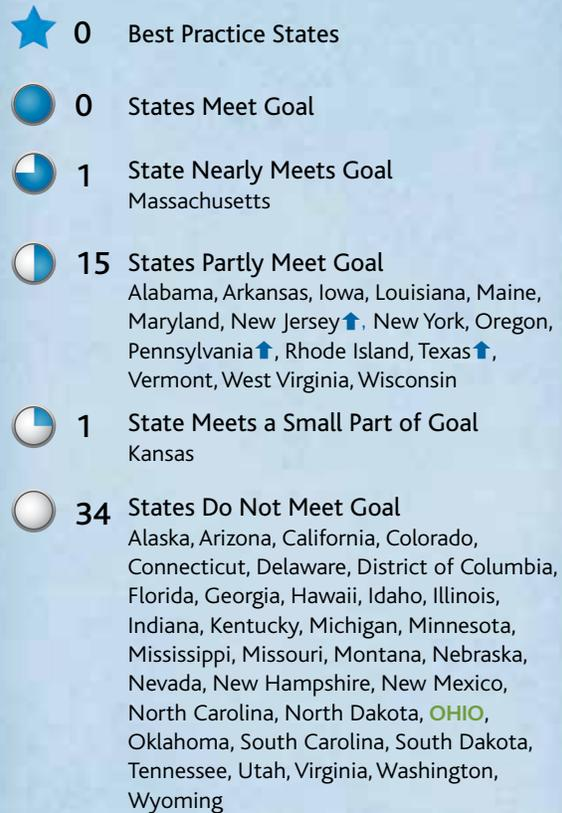 0 Best Practice States
0 States Meet Goal
1 State Nearly Meets Goal
Massachusetts
15 States Partly Meet Goal
Alabama, Arkansas, Iowa, Louisiana, Maine,
Maryland, New Jersey⬆, New York, Oregon,
Pennsylvania⬆, Rhode Island, Texas⬆,
Vermont, West Virginia, Wisconsin
1 State Meets a Small Part of Goal
Kansas
34 States Do Not Meet Goal
Alaska, Arizona, California, Colorado,
Connecticut, Delaware, District of Columbia,
Florida, Georgia, Hawaii, Idaho, Illinois,
Indiana, Kentucky, Michigan, Minnesota,
Mississippi, Missouri, Montana, Nebraska,
Nevada, New Hampshire, New Mexico,
North Carolina, North Dakota, OHIO,
Oklahoma, South Carolina, South Dakota,
Tennessee, Utah, Virginia, Washington,
Wyoming